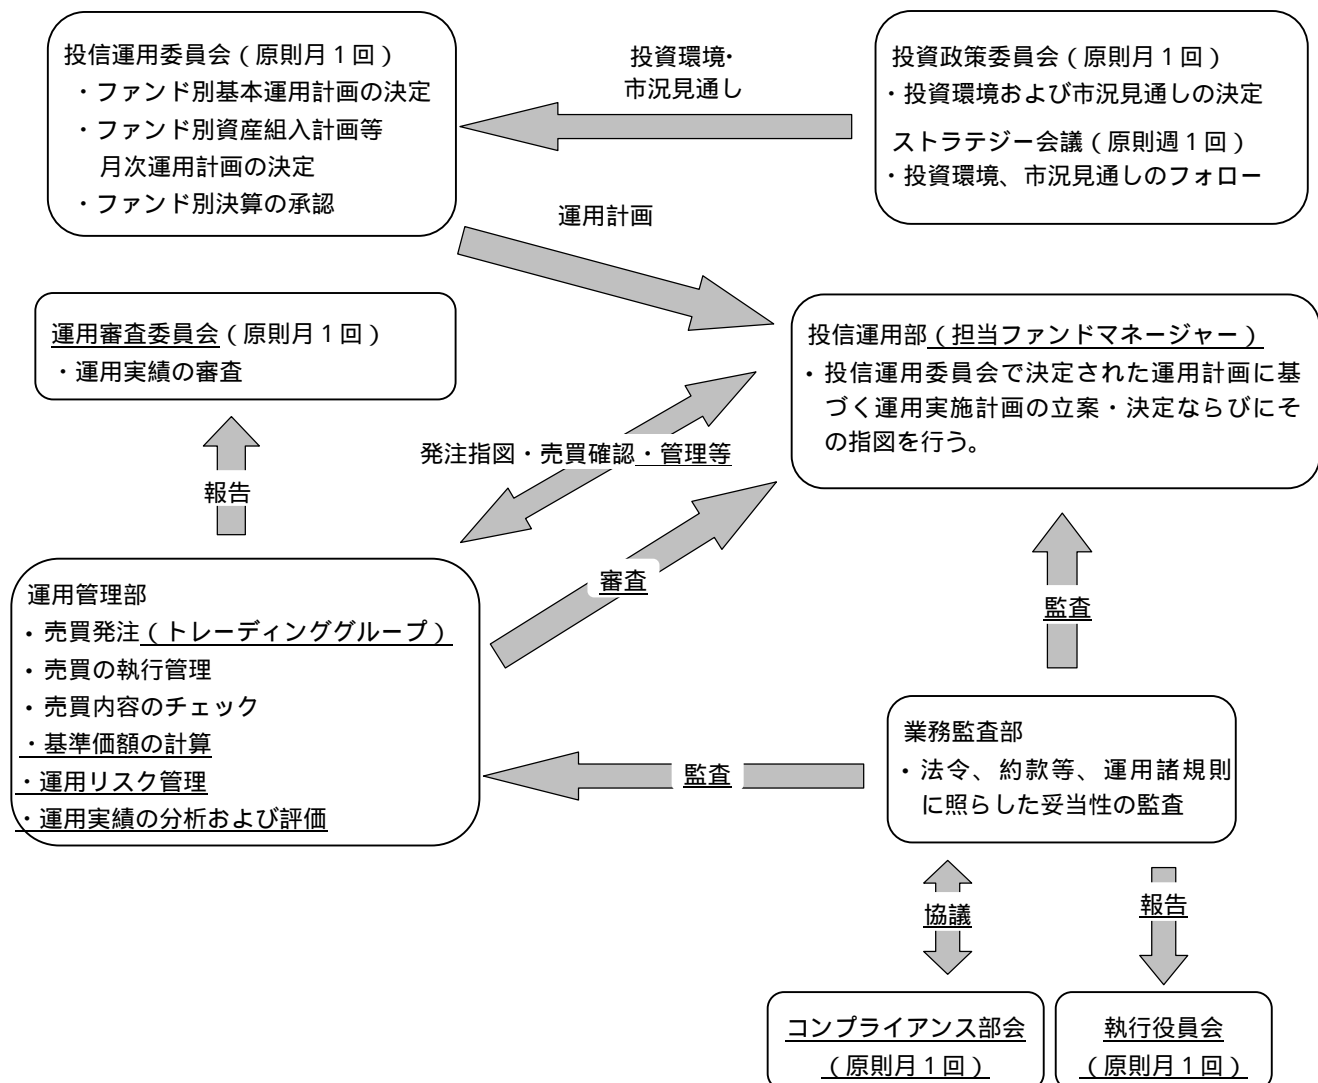 投信運用委員会（原則月１回）
・ファンド別基本運用計画の決定
・ファンド別資産組入計画等
月次運用計画の決定
・ファンド別決算の承認
投資環境・
市況見通し
投資政策委員会（原則月１回）
・投資環境および市況見通しの決定
ストラテジー会議（原則週１回）
・投資環境、市況見通しのフォロー
運用計画
運用審査委員会（原則月１回）
・運用実績の審査
投信運用部（担当ファンドマネージャー）
・投信運用委員会で決定された運用計画に基
づく運用実施計画の立案・決定ならびにそ
の指図を行う。
発注指図・売買確認・管理等
報告
審査
監査
運用管理部
・売買発注（トレーディンググループ）
・売買の執行管理
・売買内容のチェック
・基準価額の計算
・運用リスク管理
・運用実績の分析および評価
監査
業務監査部
・法令、約款等、運用諸規則
に照らした妥当性の監査
協議
報告
コンプライアンス部会
（原則月１回）
執行役員会
（原則月１回）